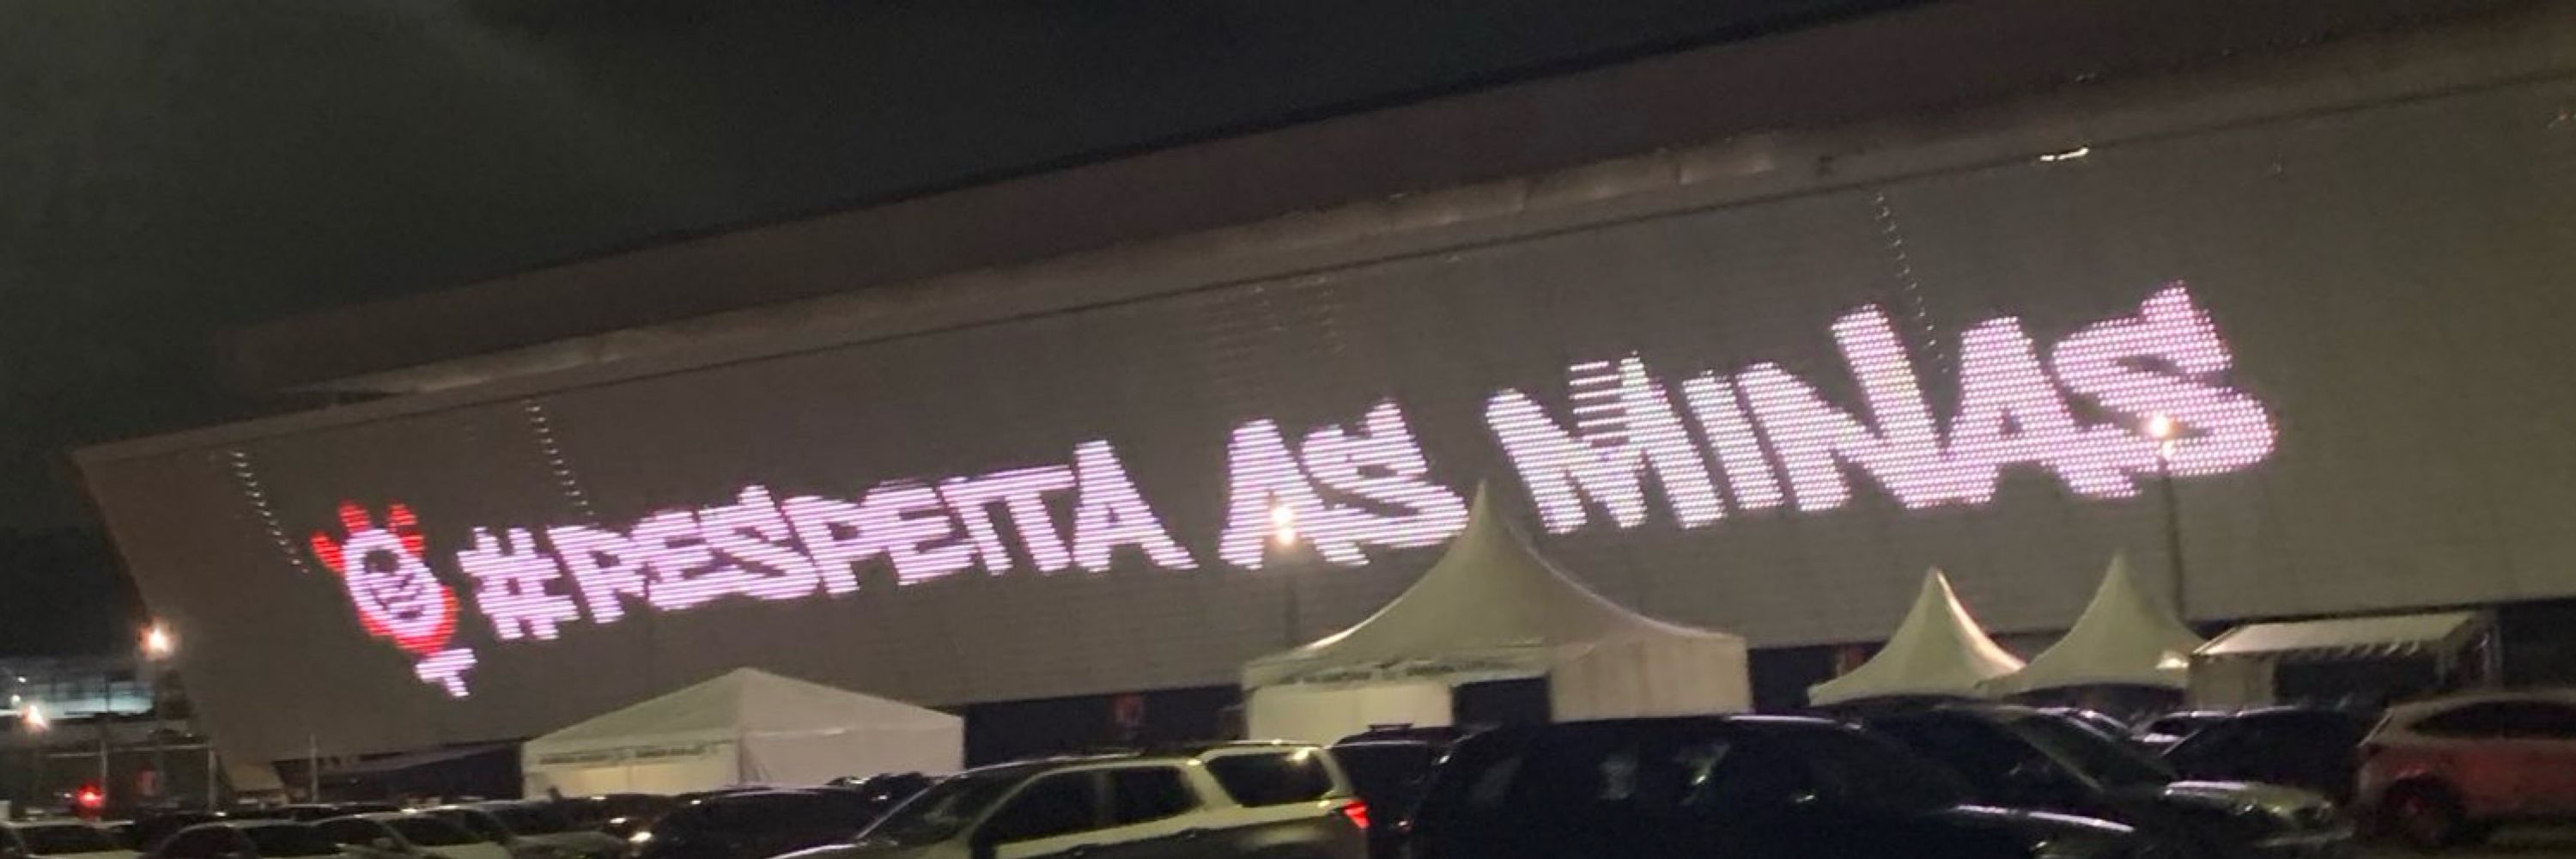 #RESPEITA AS MINAS